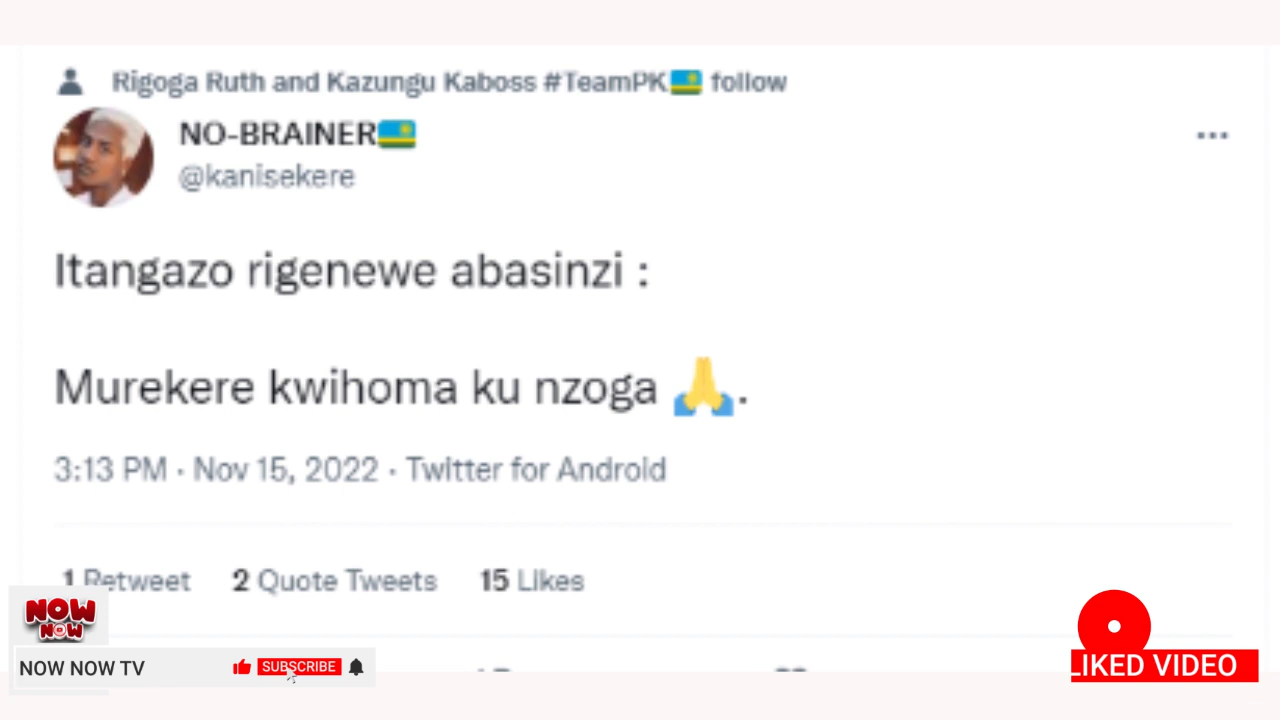 Rigoga Ruth and Kazungu Kaboss #TeamPK🇷🇼 follow
NO-BRAINER🇷🇼
@kanisekere
Itangazo rigenewe abasinzi :
Murekere kwihoma ku nzoga 🙏.
3:13 PM · Nov 15, 2022 · Twitter for Android
1 Retweet 2 Quote Tweets 15 Likes
NOW
NOW
NOW NOW TV SUBSCRIBE
LIKED VIDEO